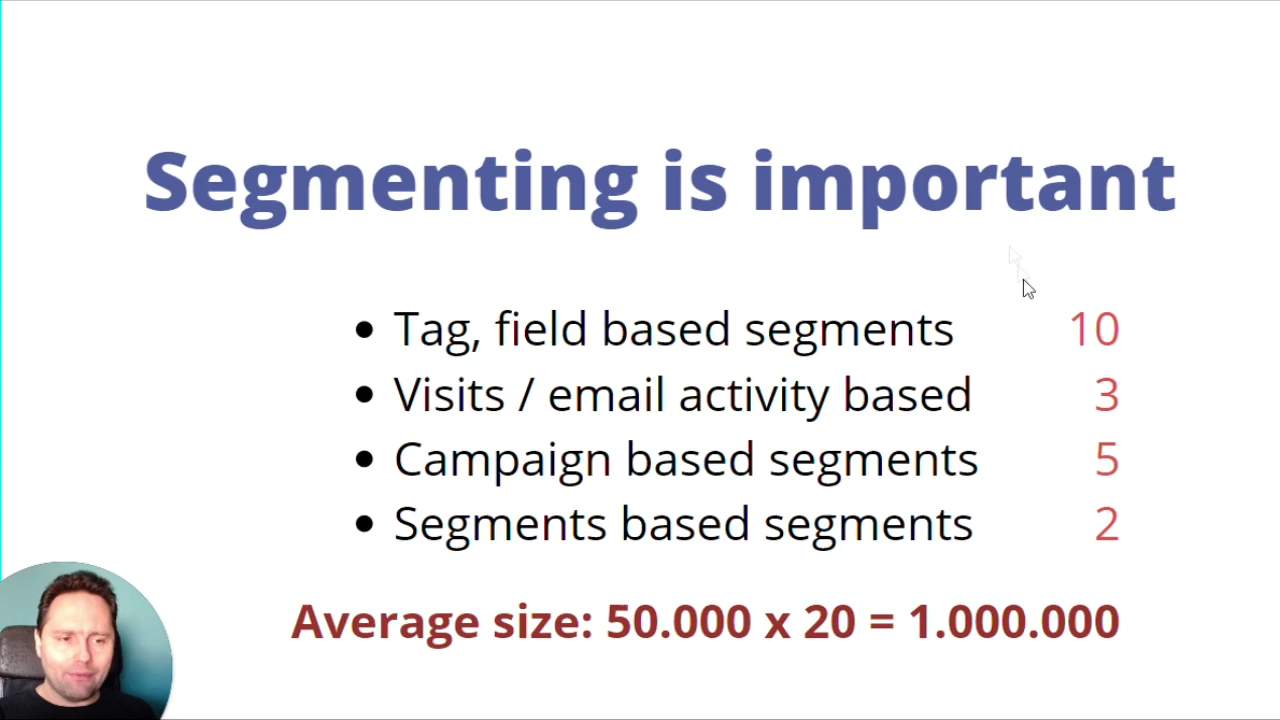 Segmenting is important
• Tag, field based segments 10
• Visits / email activity based 3
• Campaign based segments 5
• Segments based segments 2
Average size: 50.000 x 20 = 1.000.000